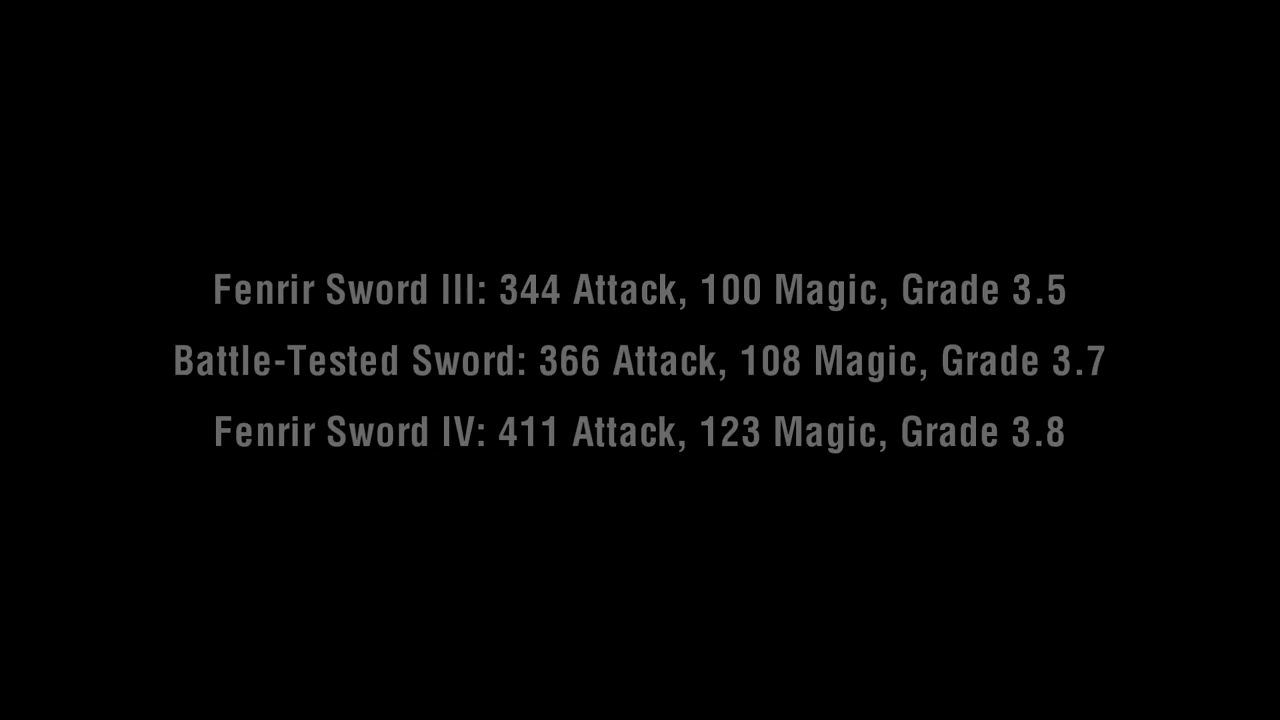 Fenrir Sword III: 344 Attack, 100 Magic, Grade 3.5
Battle-Tested Sword: 366 Attack, 108 Magic, Grade 3.7
Fenrir Sword IV: 411 Attack, 123 Magic, Grade 3.8